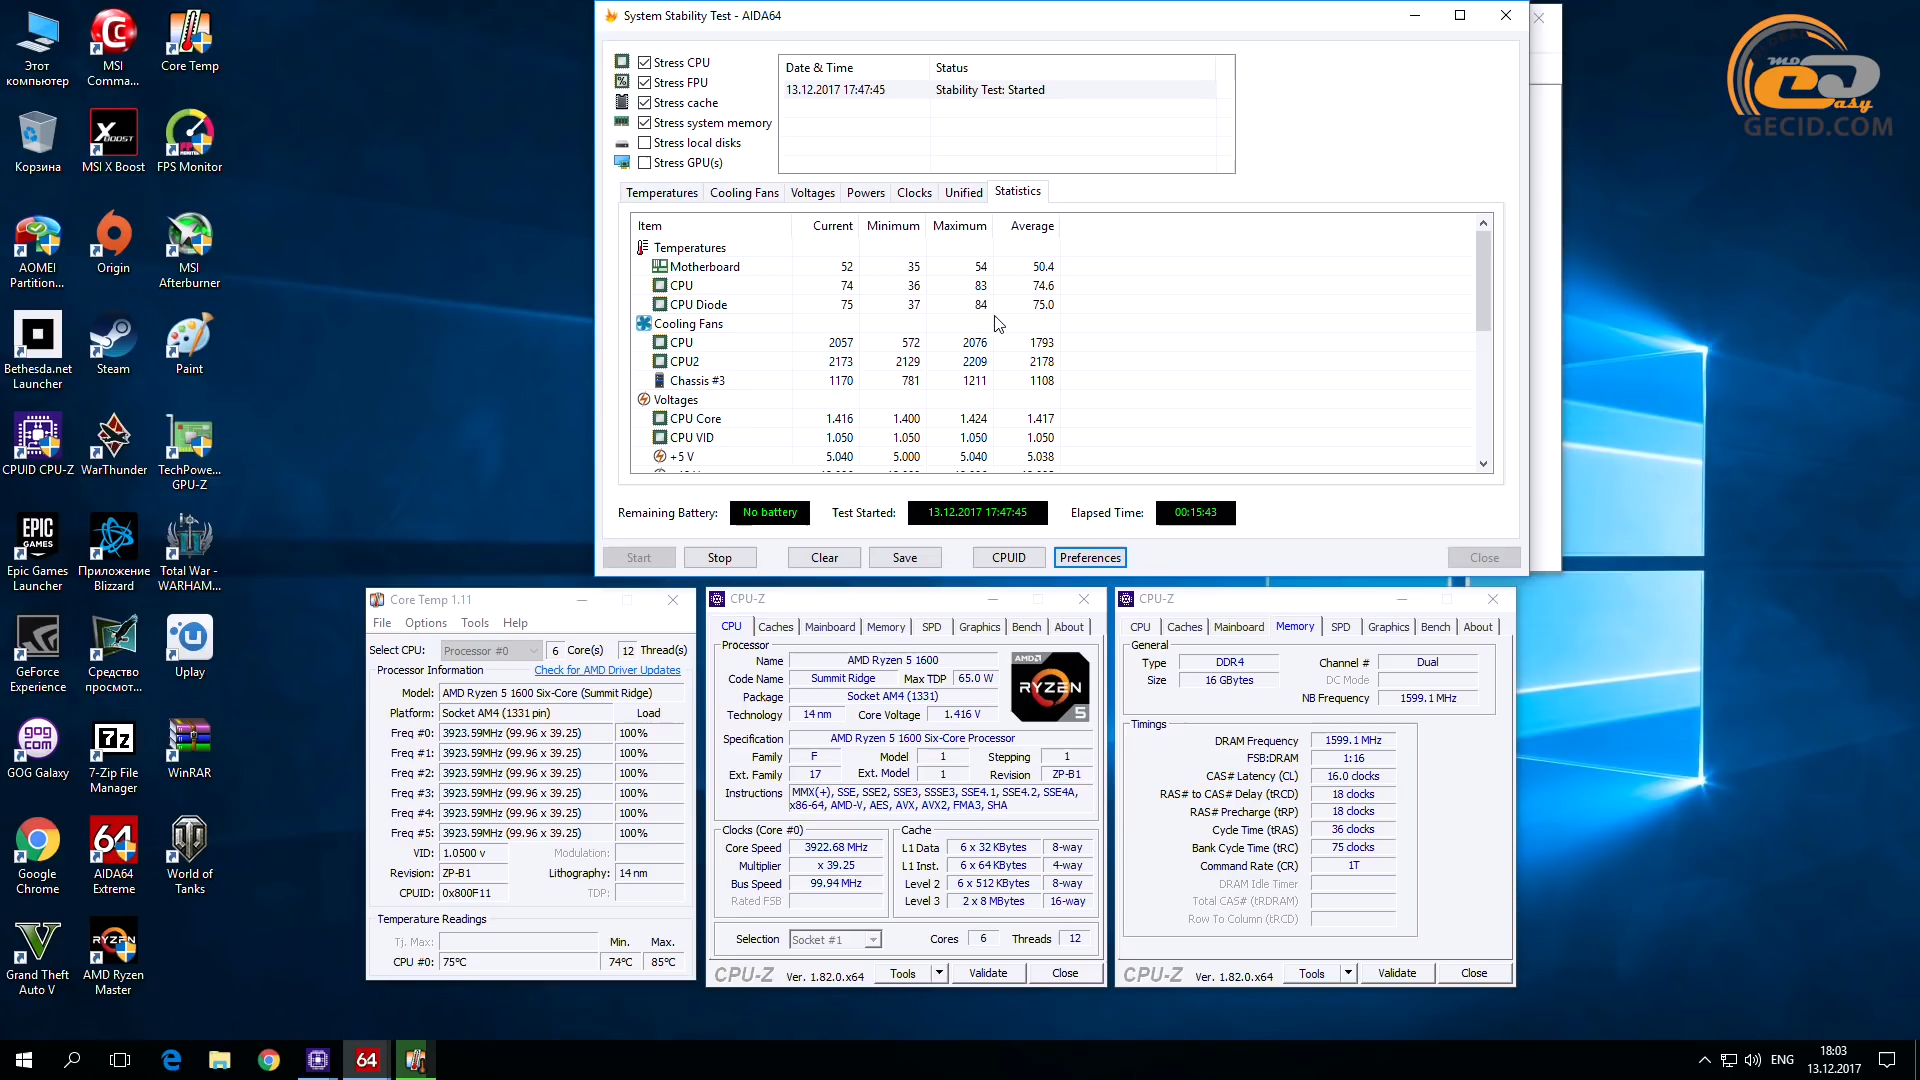 Этот компьютер
MSI Comma...
Core Temp
Корзина
MSI X Boost
FPS Monitor
AOMEI Partition...
Origin
MSI Afterburner
Bethesda.net Launcher
Steam
Paint
CPUID CPU-Z
WarThunder
TechPowe... GPU-Z
EPIC GAMES
Epic Games Launcher
Приложение Blizzard
Total War - WARHAM...
GeForce Experience
Средство просмот...
Uplay
gog com
GOG Galaxy
7z
7-Zip File Manager
WinRAR
Google Chrome
64
AIDA64 Extreme
World of Tanks
Grand Theft Auto V
RYZEN
AMD Ryzen Master
System Stability Test - AIDA64
Stress CPU
Stress FPU
Stress cache
Stress system memory
Stress local disks
Stress GPU(s)
Date & Time Status
13.12.2017 17:47:45 Stability Test: Started
Temperatures Cooling Fans Voltages Powers Clocks Unified Statistics
Item Current Minimum Maximum Average
Temperatures
Motherboard 52 35 54 50.4
CPU 74 36 83 74.6
CPU Diode 75 37 84 75.0
Cooling Fans
CPU 2057 572 2076 1793
CPU2 2173 2129 2209 2178
Chassis #3 1170 781 1211 1108
Voltages
CPU Core 1.416 1.400 1.424 1.417
CPU VID 1.050 1.050 1.050 1.050
+5 V 5.040 5.000 5.040 5.038
Remaining Battery: No battery Test Started: 13.12.2017 17:47:45 Elapsed Time: 00:15:43
Start Stop Clear Save CPUID Preferences Close
MDD easy
GECID.COM
Core Temp 1.11
File Options Tools Help
Select CPU: Processor #0 6 Core(s) 12 Thread(s)
Processor Information Check for AMD Driver Updates
Model: AMD Ryzen 5 1600 Six-Core (Summit Ridge)
Platform: Socket AM4 (1331 pin) Load
Freq #0: 3923.59MHz (99.96 x 39.25) 100%
Freq #1: 3923.59MHz (99.96 x 39.25) 100%
Freq #2: 3923.59MHz (99.96 x 39.25) 100%
Freq #3: 3923.59MHz (99.96 x 39.25) 100%
Freq #4: 3923.59MHz (99.96 x 39.25) 100%
Freq #5: 3923.59MHz (99.96 x 39.25) 100%
VID: 1.0500 v Modulation:
Revision: ZP-B1 Lithography: 14 nm
CPUID: 0x800F11 TDP:
Temperature Readings
Tj. Max: Min. Max.
CPU #0: 75°C 74°C 85°C
CPU-Z
CPU Caches Mainboard Memory SPD Graphics Bench About
Processor
Name AMD Ryzen 5 1600
Code Name Summit Ridge Max TDP 65.0 W
Package Socket AM4 (1331)
Technology 14 nm Core Voltage 1.416 V
AMD RYZEN 5
Specification AMD Ryzen 5 1600 Six-Core Processor
Family F Model 1 Stepping 1
Ext. Family 17 Ext. Model 1 Revision ZP-B1
Instructions MMX(+), SSE, SSE2, SSE3, SSSE3, SSE4.1, SSE4.2, SSE4A,
x86-64, AMD-V, AES, AVX, AVX2, FMA3, SHA
Clocks (Core #0)
Core Speed 3922.68 MHz
Multiplier x 39.25
Bus Speed 99.94 MHz
Rated FSB
Cache
L1 Data 6 x 32 KBytes 8-way
L1 Inst. 6 x 64 KBytes 4-way
Level 2 6 x 512 KBytes 8-way
Level 3 2 x 8 MBytes 16-way
Selection Socket #1 Cores 6 Threads 12
CPU-Z Ver. 1.82.0.x64 Tools Validate Close
CPU-Z
CPU Caches Mainboard Memory SPD Graphics Bench About
General
Type DDR4 Channel # Dual
Size 16 GBytes DC Mode
NB Frequency 1599.1 MHz
Timings
DRAM Frequency 1599.1 MHz
FSB:DRAM 1:16
CAS# Latency (CL) 16.0 clocks
RAS# to CAS# Delay (tRCD) 18 clocks
RAS# Precharge (tRP) 18 clocks
Cycle Time (tRAS) 36 clocks
Bank Cycle Time (tRC) 75 clocks
Command Rate (CR) 1T
DRAM Idle Timer
Total CAS# (tRDRAM)
Row To Column (tRCD)
CPU-Z Ver. 1.82.0.x64 Tools Validate Close
64
ENG
18:03
13.12.2017